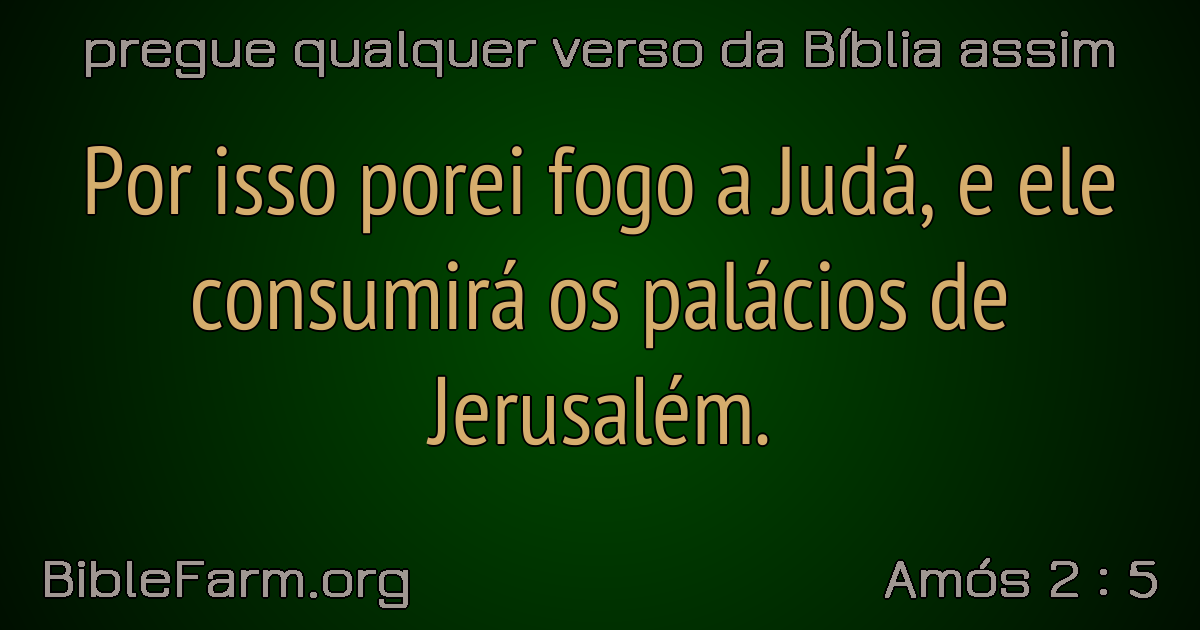 pregue qualquer verso da Bíblia assim
Por isso porei fogo a Judá, e ele
consumirá os palácios de
Jerusalém.
BibleFarm.org
Amós 2 : 5